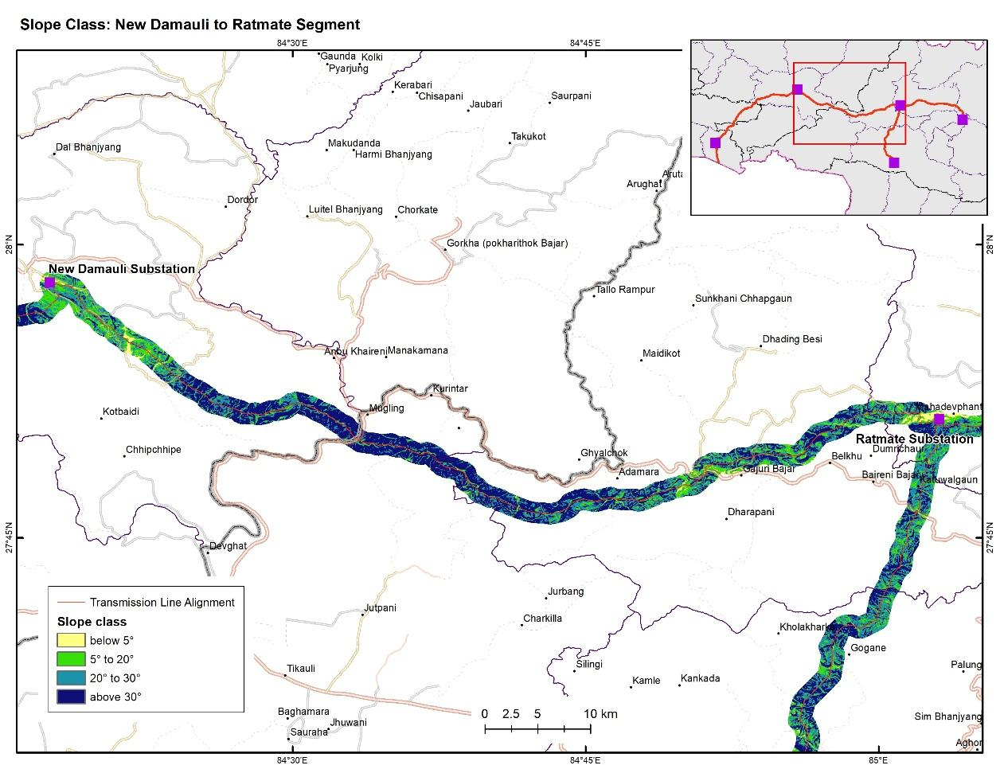 Slope Class: New Damauli to Ratmate Segment
84°30'E
84°45'E
Gaunda
Kolki
Pyarjung
Kerabari
Chisapani
Jaubari
Saurpani
Takukot
Dal Bhanjyang
Makudanda
Harmi Bhanjyang
Aruta
Arughat
Dordor
Luitel Bhanjyang
Chorkate
28°N
28°N
Gorkha (pokharithok Bajar)
New Damauli Substation
Tallo Rampur
Sunkhani Chhapgaun
Dhading Besi
Anbu Khaireni
Manakamana
Maidikot
Kurintar
Mugling
Mahadevphant
Kotbaidi
Ratmate Substation
Chhipchhipe
Ghyalchok
Belkhu
Dumrichaur
Adamara
Gajuri Bajar
Baireni Bajar
Katuwalgaun
Dharapani
27°45'N
27°45'N
Devghat
Transmission Line Alignment
Slope class
below 5°
5° to 20°
20° to 30°
above 30°
Jurbang
Jutpani
Charkilla
Gogane
Tikauli
Silingi
Palung
Kamle
Kankada
Baghamara
Jhuwani
Sauraha
0 2.5 5 10 km
Sim Bhanjyang
Aghor
84°30'E
84°45'E
85°E